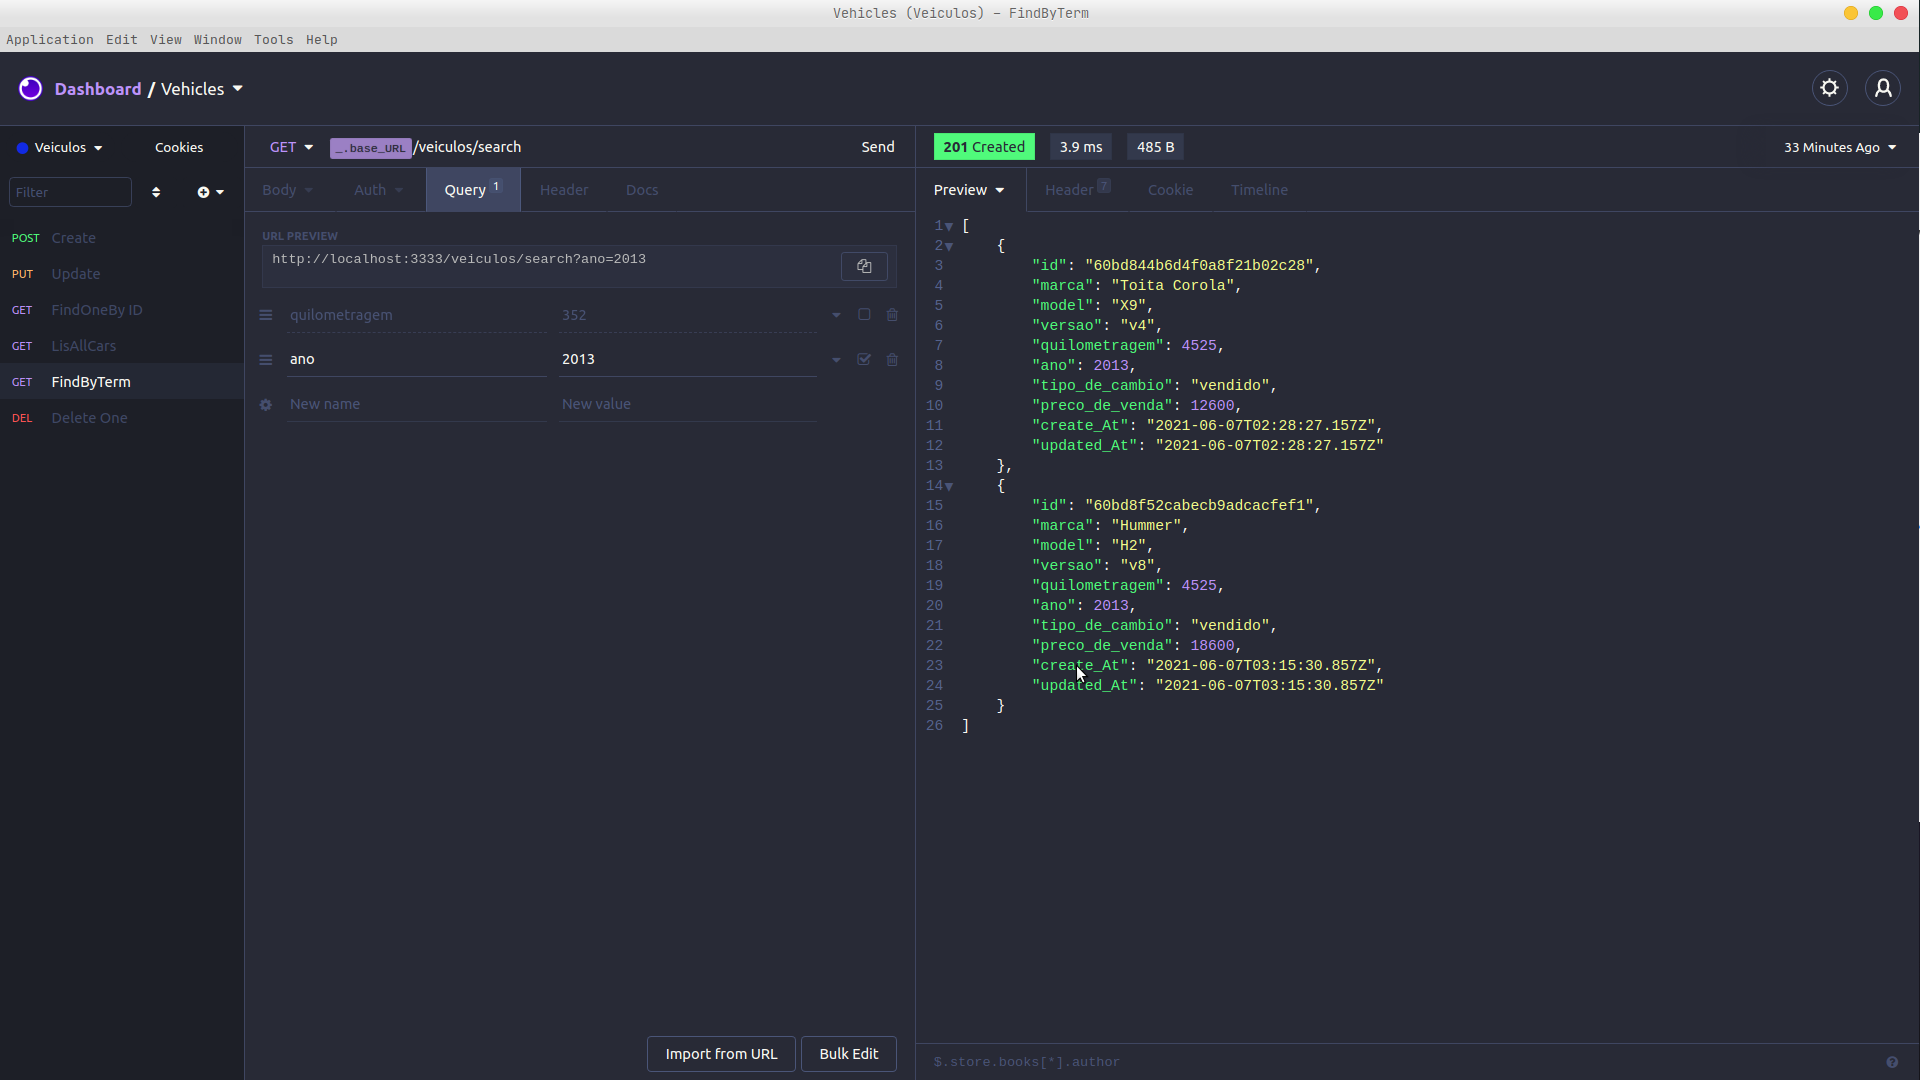 Vehicles (Veiculos) – FindByTerm
Application Edit View Window Tools Help
Dashboard / Vehicles
Veiculos Cookies
Filter
POST Create
PUT Update
GET FindOneBy ID
GET LisAllCars
GET FindByTerm
DEL Delete One
GET _.base_URL /veiculos/search Send
Body Auth Query 1 Header Docs
URL PREVIEW
http://localhost:3333/veiculos/search?ano=2013
quilometragem 352
ano 2013
New name New value
Import from URL Bulk Edit
201 Created 3.9 ms 485 B 33 Minutes Ago
Preview Header 7 Cookie Timeline
1 [
2 {
3 "id": "60bd844b6d4f0a8f21b02c28",
4 "marca": "Toita Corola",
5 "model": "X9",
6 "versao": "v4",
7 "quilometragem": 4525,
8 "ano": 2013,
9 "tipo_de_cambio": "vendido",
10 "preco_de_venda": 12600,
11 "create_At": "2021-06-07T02:28:27.157Z",
12 "updated_At": "2021-06-07T02:28:27.157Z"
13 },
14 {
15 "id": "60bd8f52cabecb9adcacfef1",
16 "marca": "Hummer",
17 "model": "H2",
18 "versao": "v8",
19 "quilometragem": 4525,
20 "ano": 2013,
21 "tipo_de_cambio": "vendido",
22 "preco_de_venda": 18600,
23 "create_At": "2021-06-07T03:15:30.857Z",
24 "updated_At": "2021-06-07T03:15:30.857Z"
25 }
26 ]
$.store.books[*].author